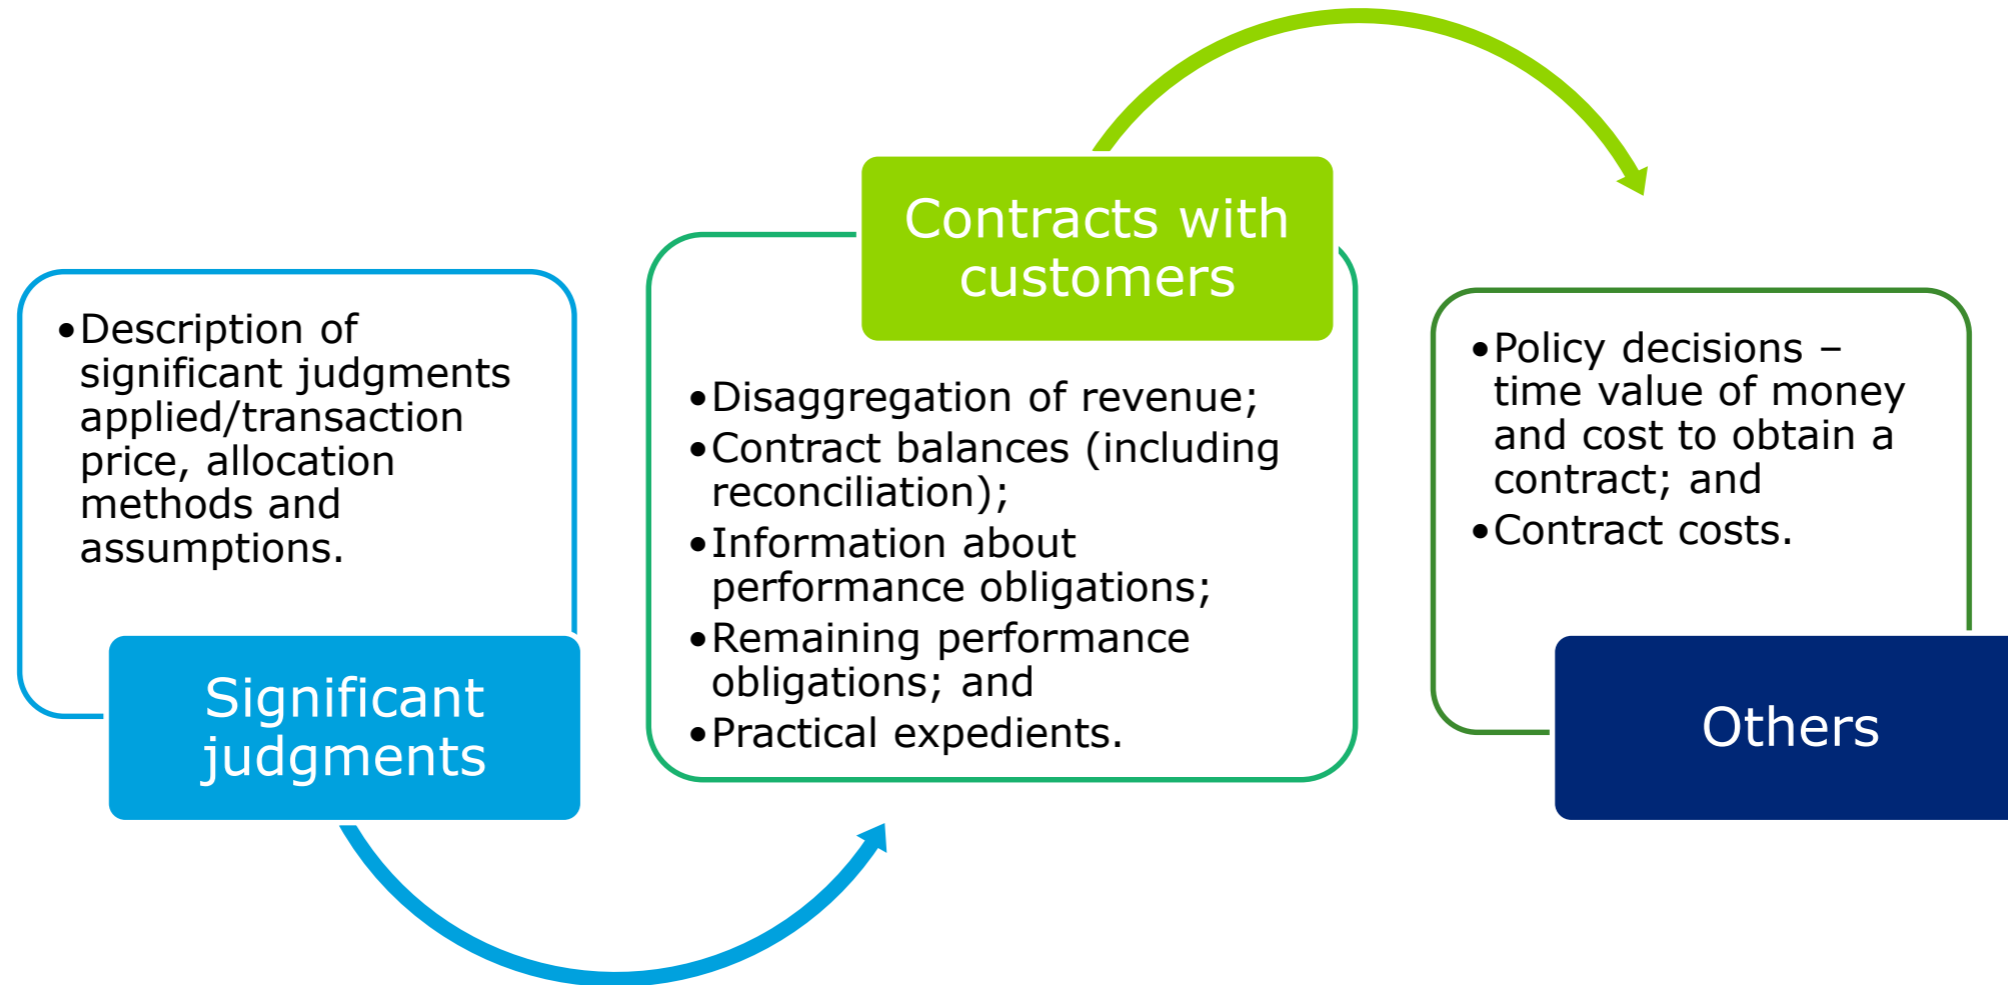 •Description of
significant judgments
applied/transaction
price, allocation
methods and
assumptions.
Significant
judgments
Contracts with
customers
•Disaggregation of revenue;
•Contract balances (including
reconciliation);
•Information about
performance obligations;
•Remaining performance
obligations; and
•Practical expedients.
•Policy decisions –
time value of money
and cost to obtain a
contract; and
•Contract costs.
Others